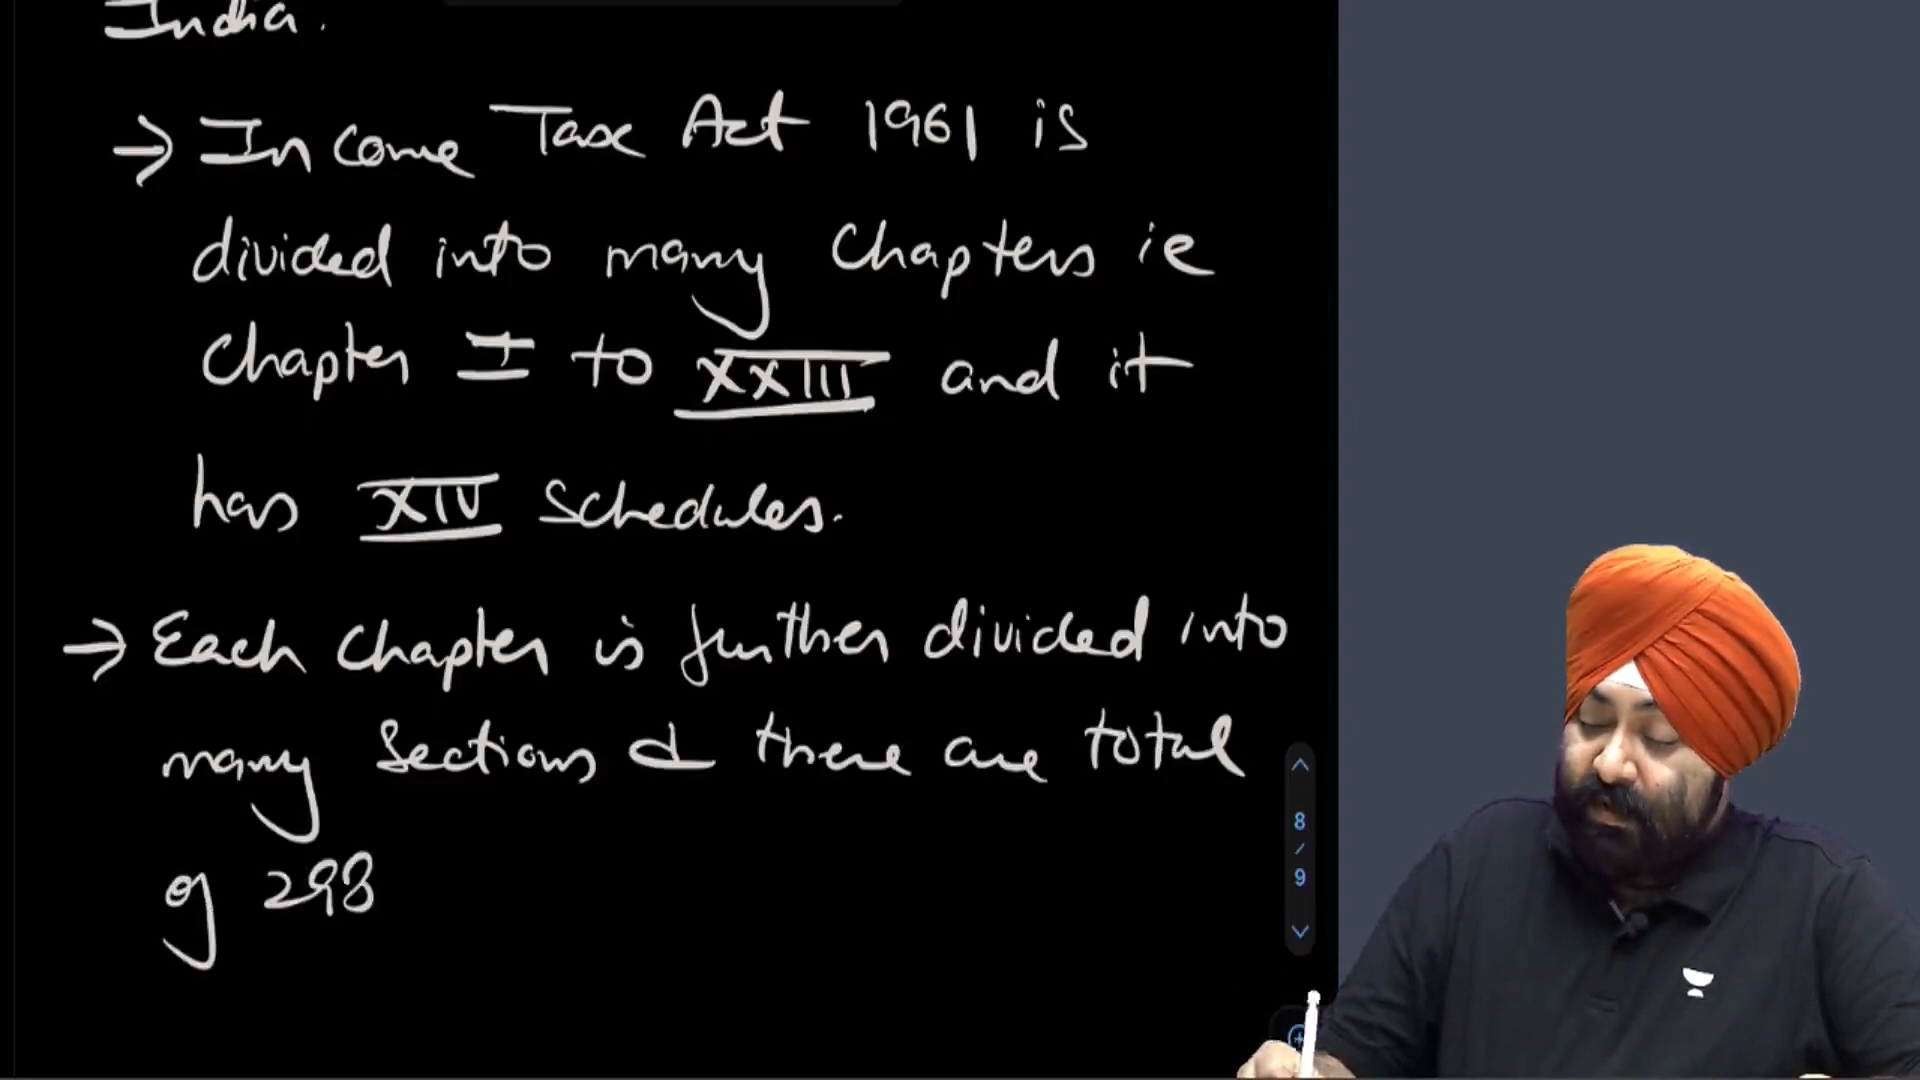 India.
→ Income Tax Act 1961 is
divided into many Chapters ie
Chapter I to XXIII and it
has XIV Schedules.
→ Each Chapter is further divided into
many Sections & there are total
of 298
8
/
9